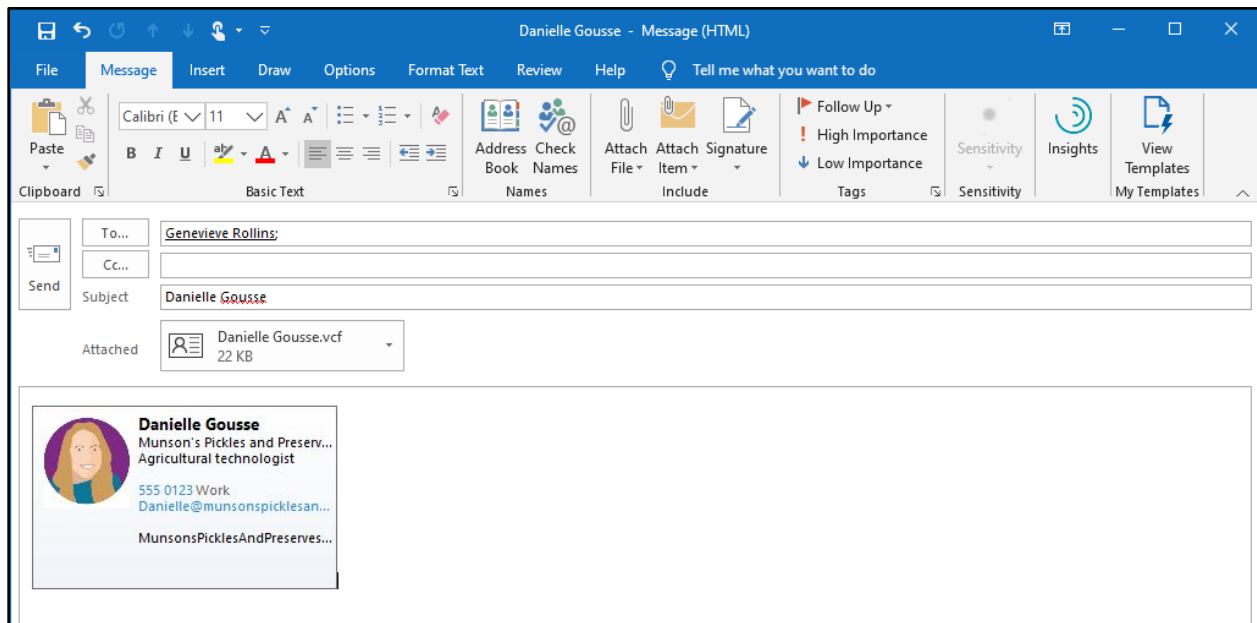 Danielle Gousse - Message (HTML)
File Message Insert Draw Options Format Text Review Help Tell me what you want to do
Calibri (E 11
Paste
B I U
Address Book
Check Names
Attach File
Attach Item
Signature
Follow Up
High Importance
Low Importance
Sensitivity
Insights
View Templates
Clipboard Basic Text Names Include Tags Sensitivity My Templates
Send
To... Genevieve Rollins;
Cc...
Subject Danielle Gousse
Attached Danielle Gousse.vcf
22 KB
Danielle Gousse
Munson's Pickles and Preserv...
Agricultural technologist
555 0123 Work
Danielle@munsonspicklesan...
MunsonsPicklesAndPreserves...